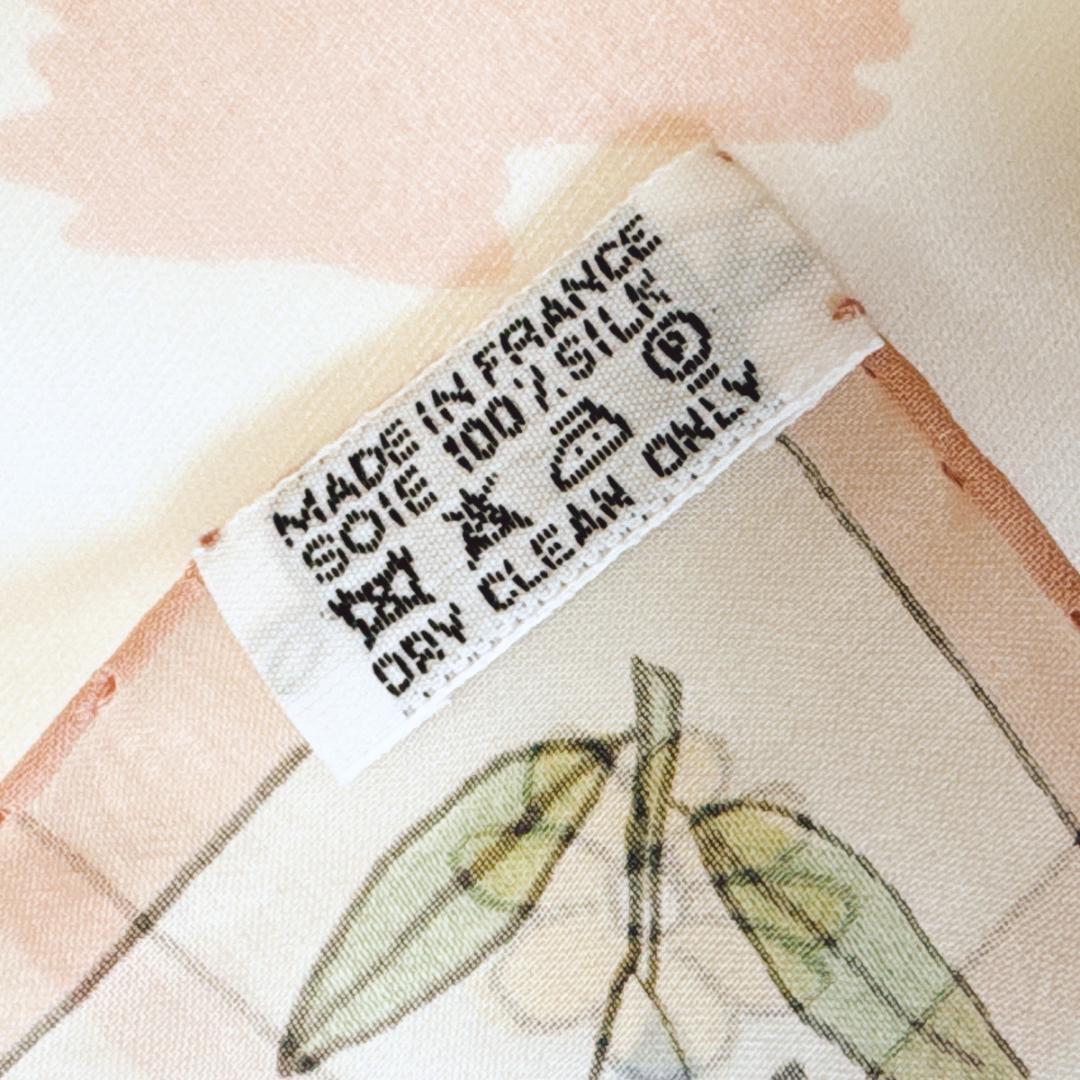 MADE IN FRANCE
SOIE 100 % SILK
P
DRY CLEAN ONLY